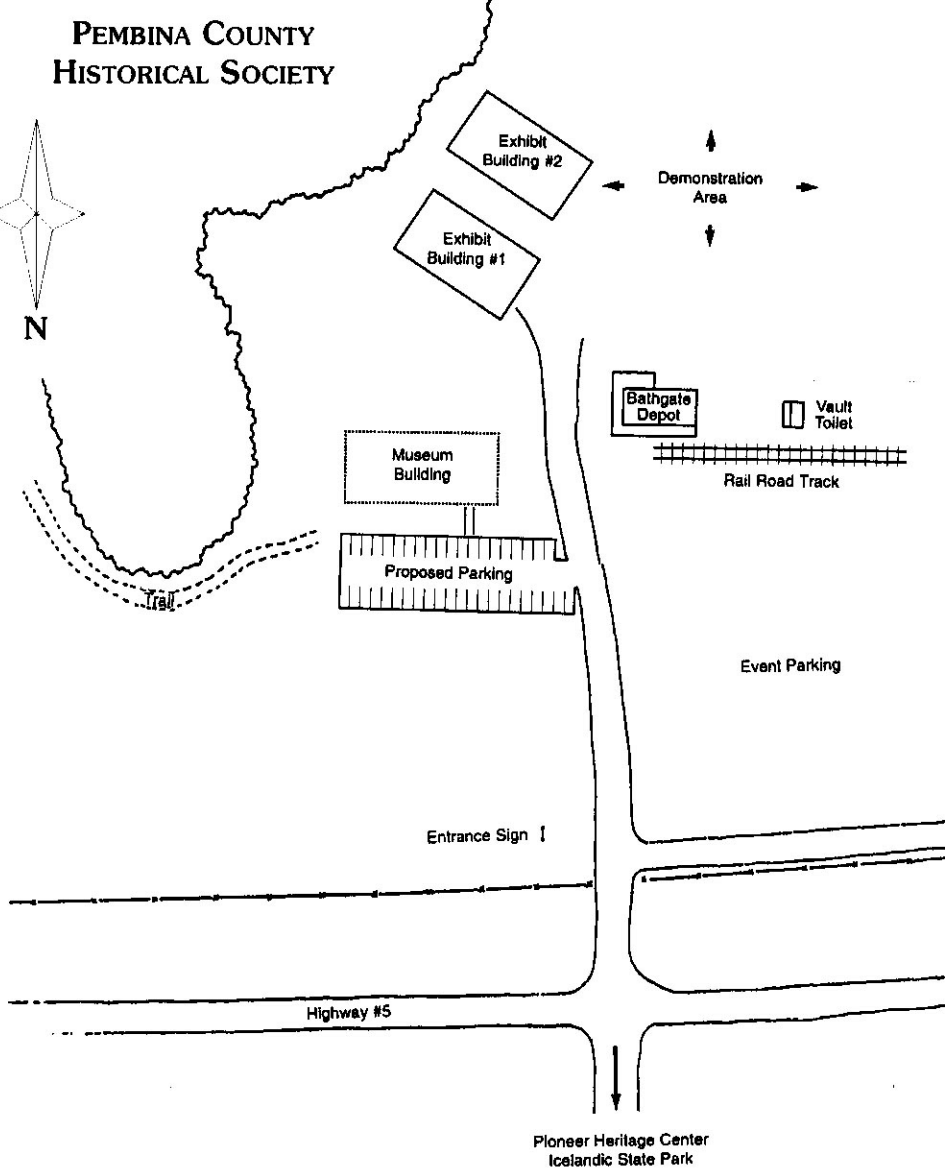 PEMBINA COUNTY
HISTORICAL SOCIETY
N
Exhibit
Building #2
Demonstration
Area
Exhibit
Building #1
Bathgate
Depot
Vault
Toilet
Rail Road Track
Museum
Building
Proposed Parking
Trail
Event Parking
Entrance Sign
Highway #5
Pioneer Heritage Center
Icelandic State Park